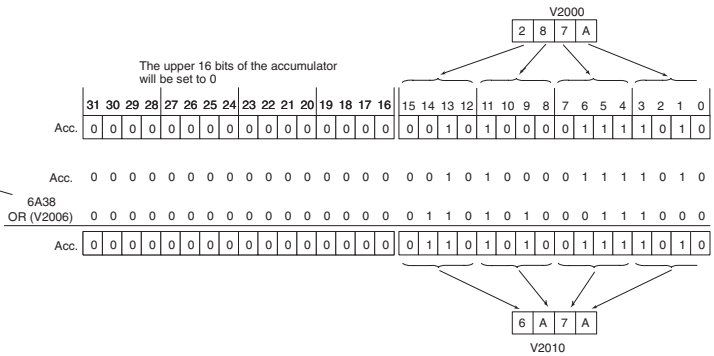 V2000
2 8 7 A
The upper 16 bits of the accumulator
will be set to 0
31 30 29 28 27 26 25 24 23 22 21 20 19 18 17 16 15 14 13 12 11 10 9 8 7 6 5 4 3 2 1 0
Acc. 0 0 0 0 0 0 0 0 0 0 0 0 0 0 0 0 0 0 1 0 1 0 0 0 0 1 1 1 1 0 1 0
Acc. 0 0 0 0 0 0 0 0 0 0 0 0 0 0 0 0 0 0 1 0 1 0 0 0 0 1 1 1 1 0 1 0
6A38
OR (V2006) 0 0 0 0 0 0 0 0 0 0 0 0 0 0 0 0 0 1 1 0 1 0 1 0 0 0 1 1 1 0 0 0
Acc. 0 0 0 0 0 0 0 0 0 0 0 0 0 0 0 0 0 1 1 0 1 0 1 0 0 1 1 1 1 0 1 0
6 A 7 A
V2010